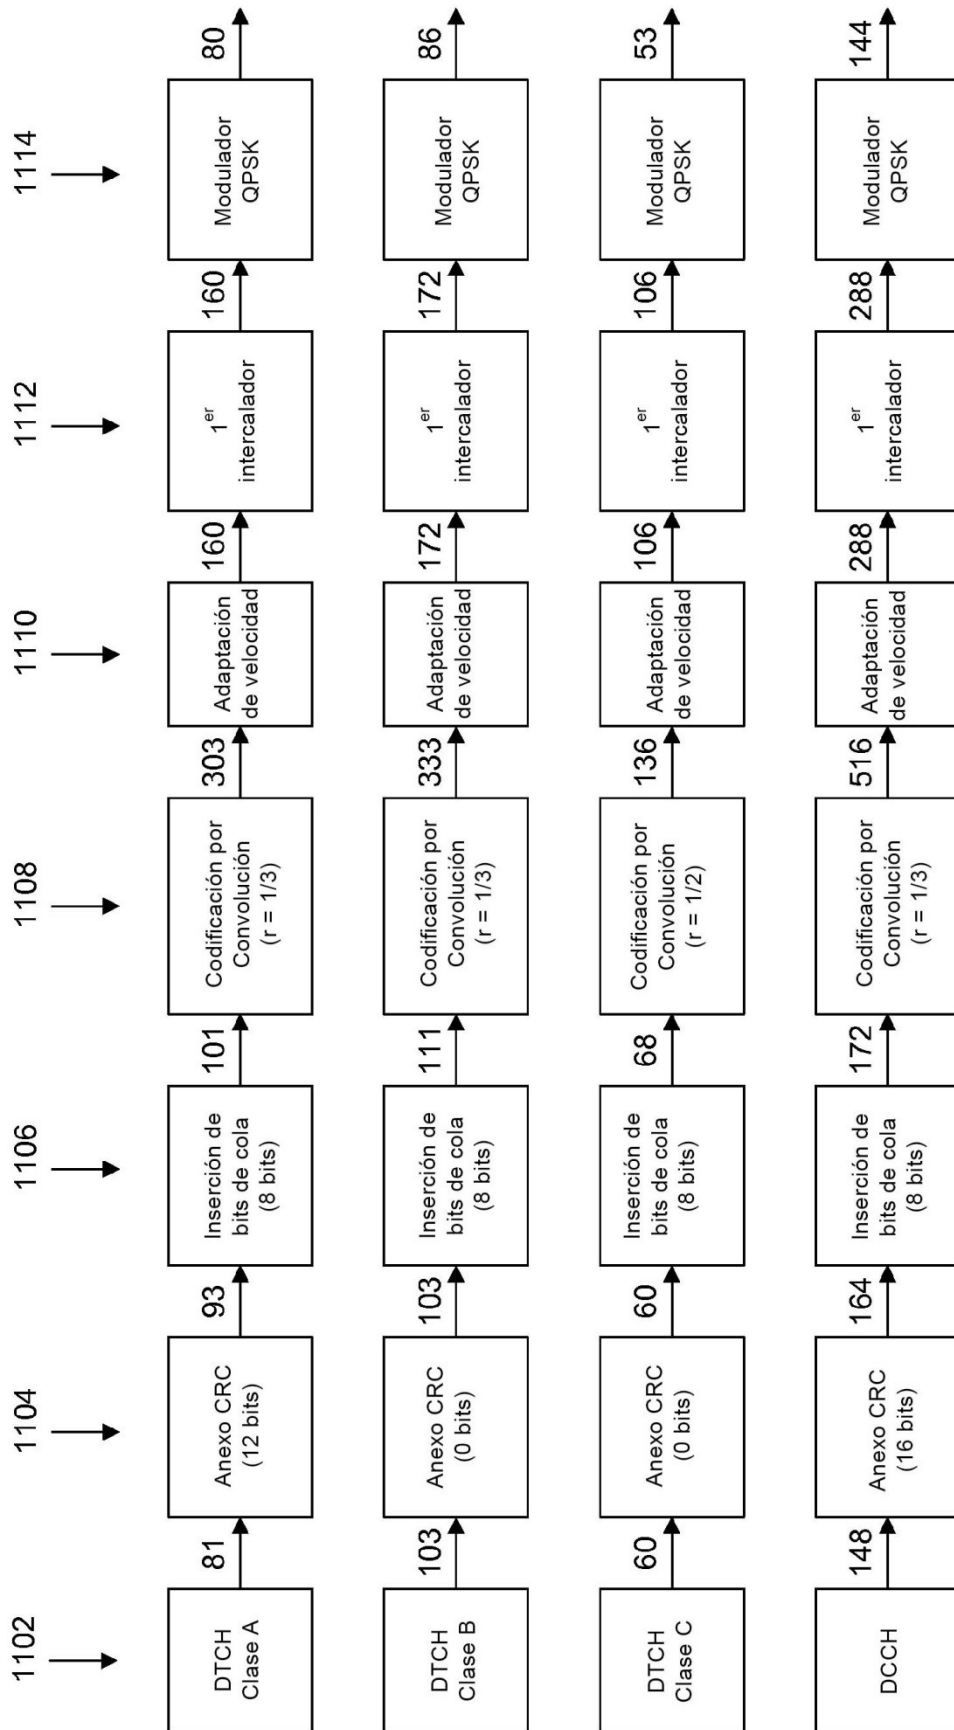 1102
1104
1106
1108
1110
1112
1114
DTCH
Clase A
81
Anexo CRC
(12 bits)
93
Inserción de
bits de cola
(8 bits)
101
Codificación por
Convolución
(r = 1/3)
303
Adaptación
de velocidad
160
1er
intercalador
160
Modulador
QPSK
80
DTCH
Clase B
103
Anexo CRC
(0 bits)
103
Inserción de
bits de cola
(8 bits)
111
Codificación por
Convolución
(r = 1/3)
333
Adaptación
de velocidad
172
1er
intercalador
172
Modulador
QPSK
86
DTCH
Clase C
60
Anexo CRC
(0 bits)
60
Inserción de
bits de cola
(8 bits)
68
Codificación por
Convolución
(r = 1/2)
136
Adaptación
de velocidad
106
1er
intercalador
106
Modulador
QPSK
53
DCCH
148
Anexo CRC
(16 bits)
164
Inserción de
bits de cola
(8 bits)
172
Codificación por
Convolución
(r = 1/3)
516
Adaptación
de velocidad
288
1er
intercalador
288
Modulador
QPSK
144